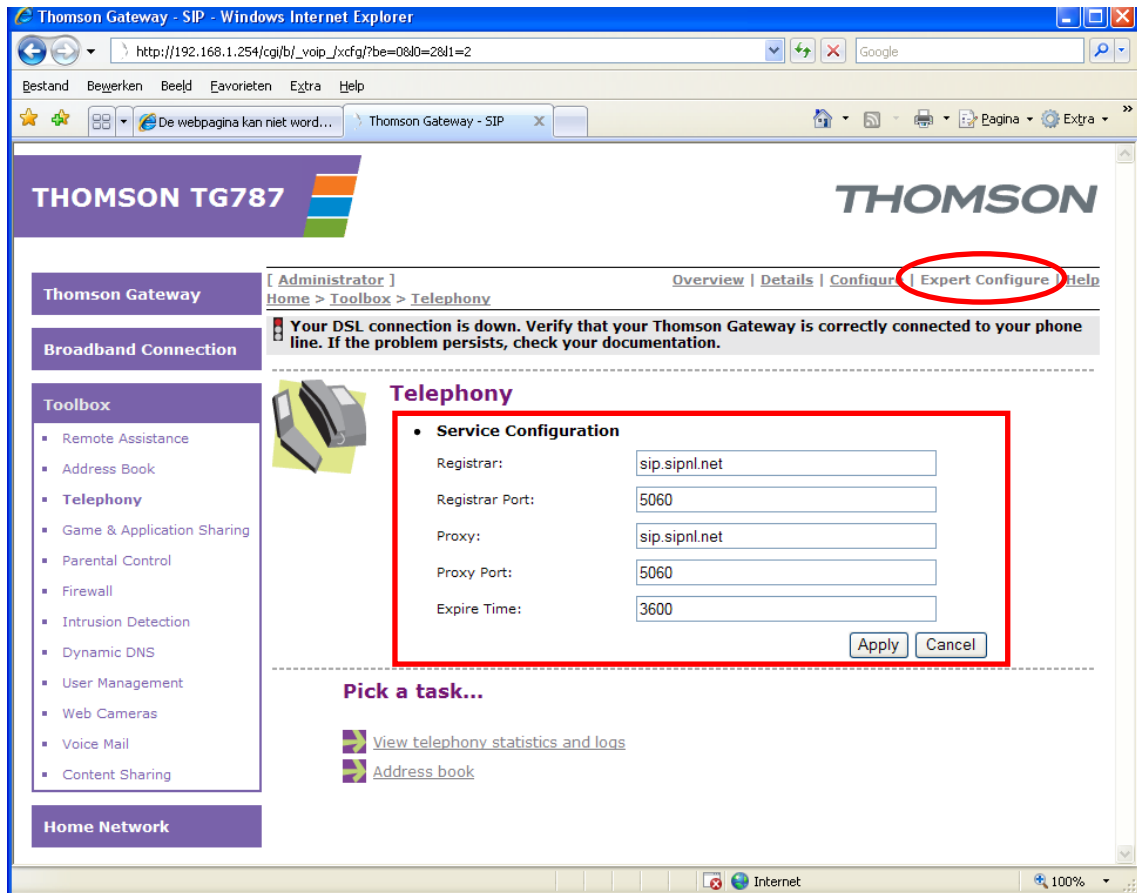 Thomson Gateway - SIP - Windows Internet Explorer
http://192.168.1.254/cgi/b/_voip_/xcfg/?be=0&l0=2&l1=2
Google
Bestand Bewerken Beeld Favorieten Extra Help
De webpagina kan niet word...
Thomson Gateway - SIP X
Pagina
Extra
»
THOMSON TG787
THOMSON
[ Administrator ]
Overview | Details | Configure | Expert Configure | Help
Home > Toolbox > Telephony
Your DSL connection is down. Verify that your Thomson Gateway is correctly connected to your phone
line. If the problem persists, check your documentation.
Thomson Gateway
Broadband Connection
Toolbox
Remote Assistance
Address Book
Telephony
Game & Application Sharing
Parental Control
Firewall
Intrusion Detection
Dynamic DNS
User Management
Web Cameras
Voice Mail
Content Sharing
Home Network
Telephony
• Service Configuration
Registrar: sip.sipnl.net
Registrar Port: 5060
Proxy: sip.sipnl.net
Proxy Port: 5060
Expire Time: 3600
Apply Cancel
Pick a task...
View telephony statistics and logs
Address book
Internet
100%